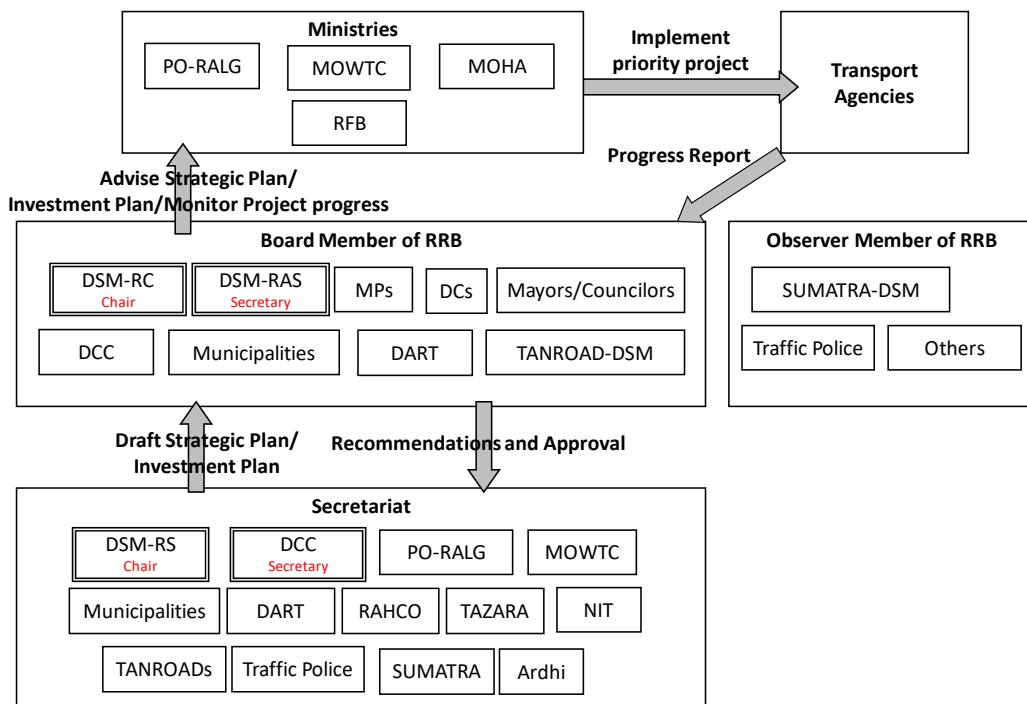 Ministries
PO-RALG
MOWTC
MOHA
RFB
Implement
priority project
Transport
Agencies
Progress Report
Advise Strategic Plan/
Investment Plan/Monitor Project progress
Board Member of RRB
DSM-RC
Chair
DSM-RAS
Secretary
MPs
DCs
Mayors/Councilors
DCC
Municipalities
DART
TANROAD-DSM
Observer Member of RRB
SUMATRA-DSM
Traffic Police
Others
Draft Strategic Plan/
Investment Plan
Recommendations and Approval
Secretariat
DSM-RS
Chair
DCC
Secretary
PO-RALG
MOWTC
Municipalities
DART
RAHCO
TAZARA
NIT
TANROADs
Traffic Police
SUMATRA
Ardhi